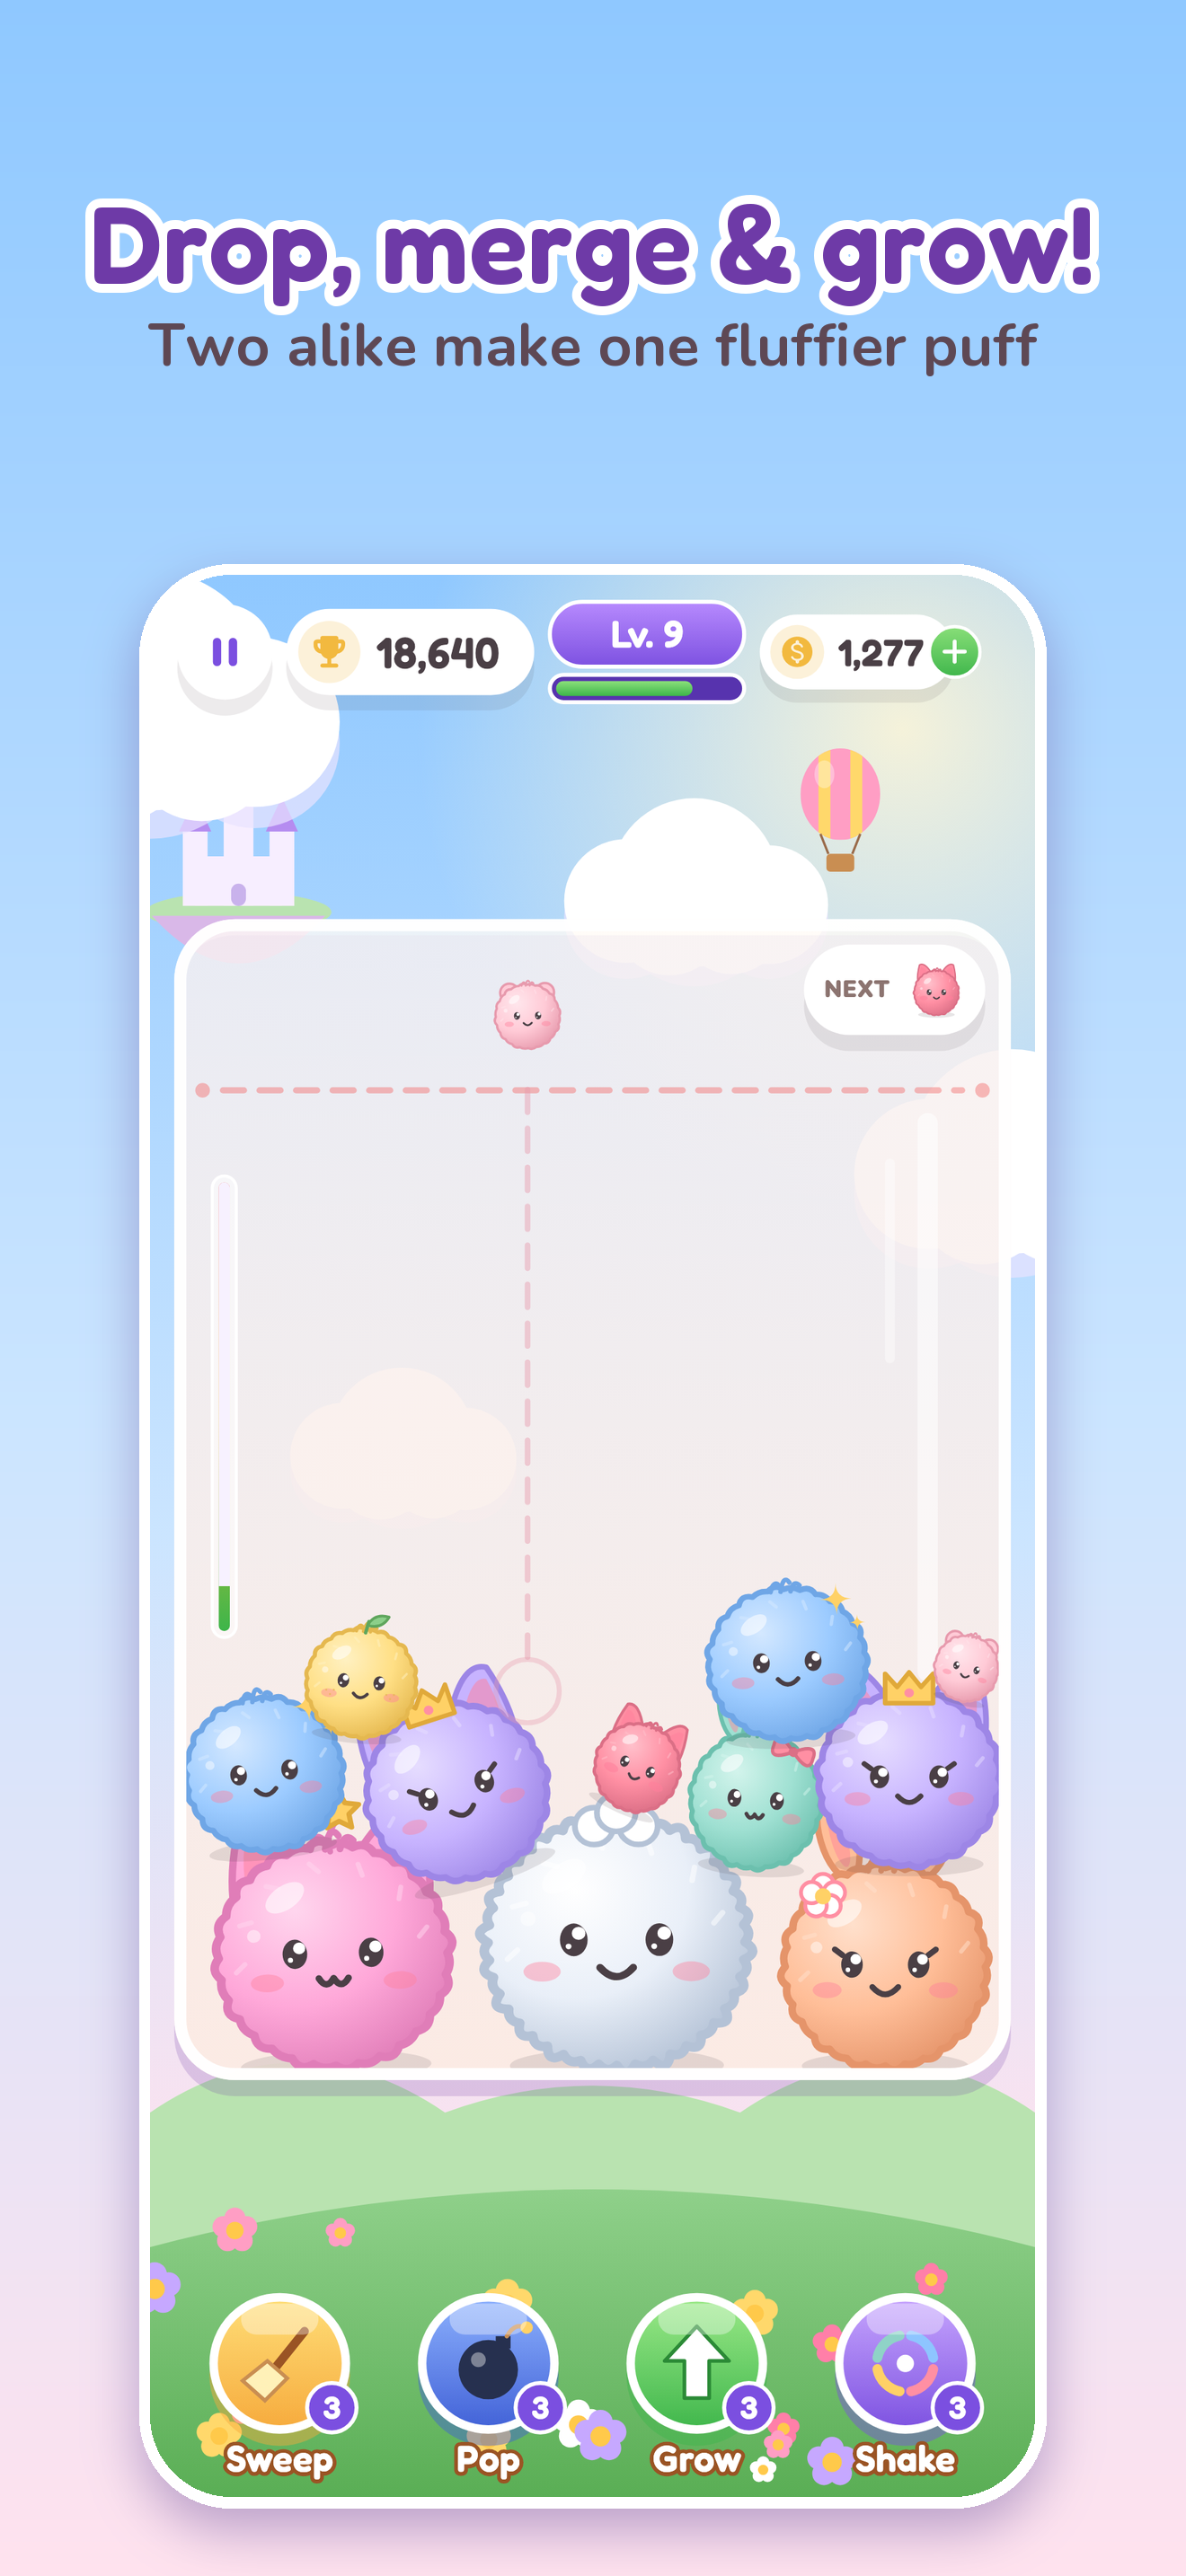 Drop, merge & grow!
Two alike make one fluffier puff
18,640
Lv. 9
1,277
NEXT
3
3
3
3
Sweep
Pop
Grow
Shake